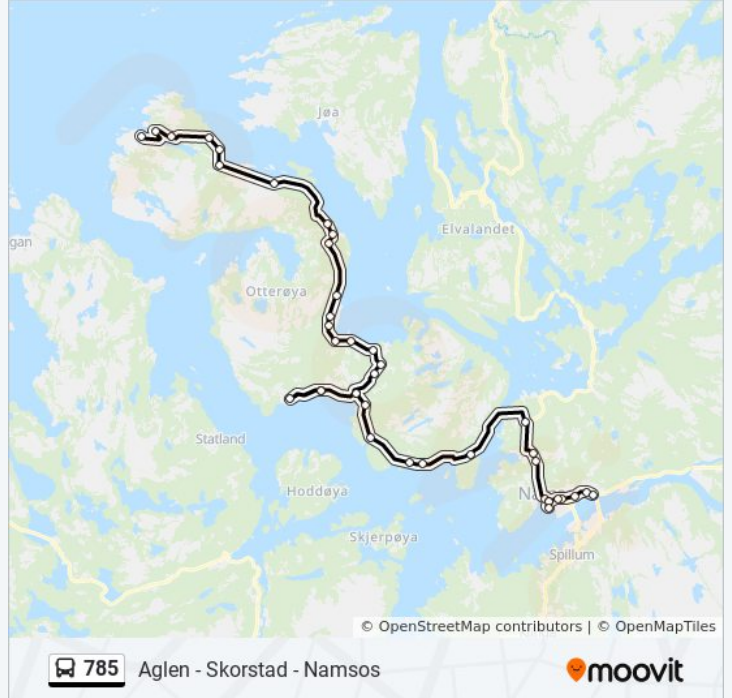 Jøa
gan
Elvalandet
Otterøya
Statland
Hoddøya
Skjerpøya
Spillum
© OpenStreetMap contributors | © OpenMapTiles
785 Aglen - Skorstad - Namsos
moovit